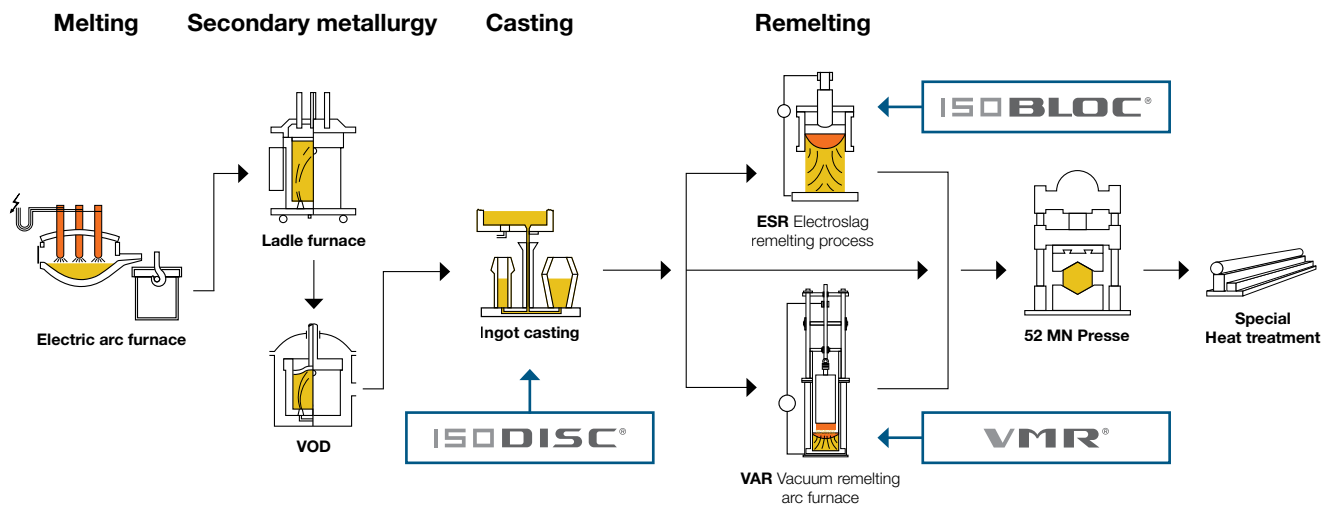 Melting
Secondary metallurgy
Casting
Remelting
ISOBLOC®
Ladle furnace
ESR Electroslag
remelting process
Electric arc furnace
Ingot casting
52 MN Presse
Special
Heat treatment
VOD
ISODISC®
VMR®
VAR Vacuum remelting
arc furnace